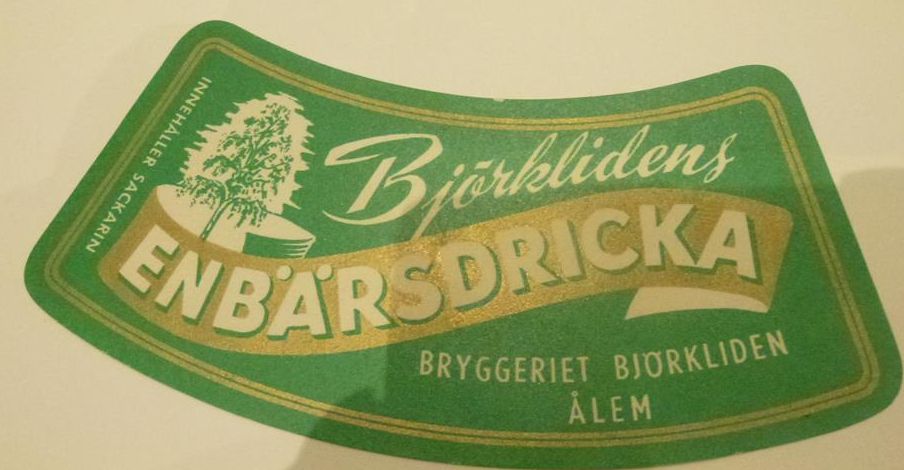 INNEHÅLLER SACKARIN
Björklidens
ENBÄRSDRICKA
BRYGGERIET BJÖRKLIDEN
ÅLEM